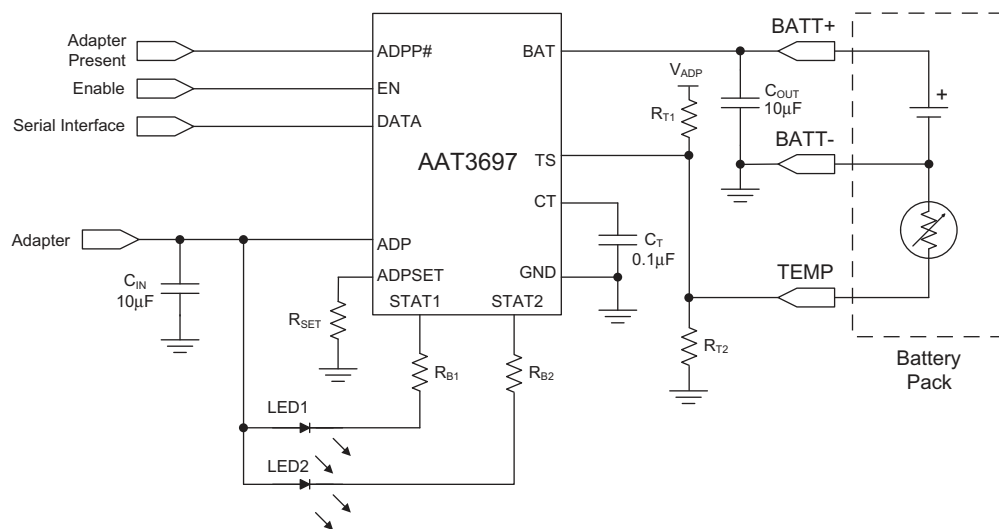 Adapter
Present
Enable
Serial Interface
Adapter
C_IN
10μF
ADPP#
EN
DATA
AAT3697
ADP
ADPSET
STAT1
STAT2
BAT
TS
CT
GND
R_SET
R_B1
R_B2
LED1
LED2
V_ADP
R_T1
C_T
0.1μF
R_T2
C_OUT
10μF
BATT+
BATT-
TEMP
+
Battery
Pack